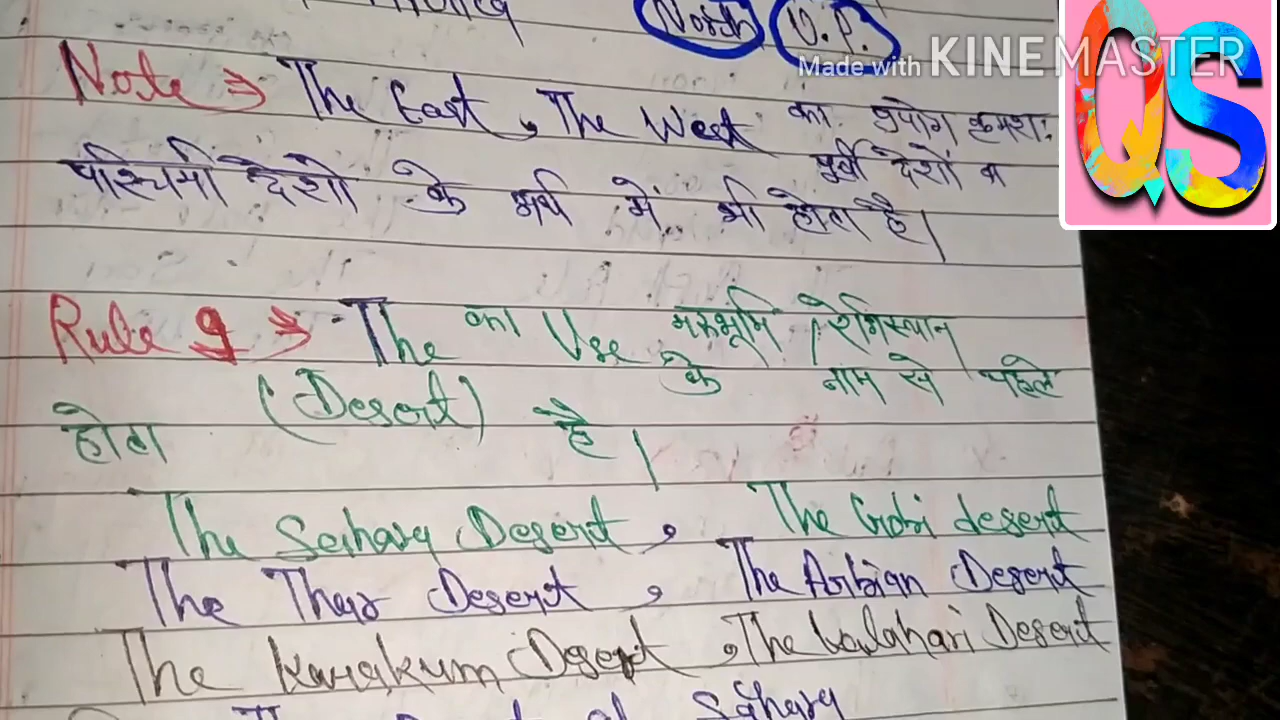 North U.P.
Made with KINEMASTER
QS
Note ⇒ The East, The West का प्रयोग क्रमशः
पूर्वी देशों व
पश्चिमी देशो के अर्थ में भी होता है।
Rule 9 ⇒ The का Use मरुभूमि / रेगिस्थान
(Desert) के नाम से पहले
होता है।
The Sahara Desert, The Gobi desert
The Thar Desert, The Arbian Desert
The Karakum Desert, The Kalahari Desert
Sahara